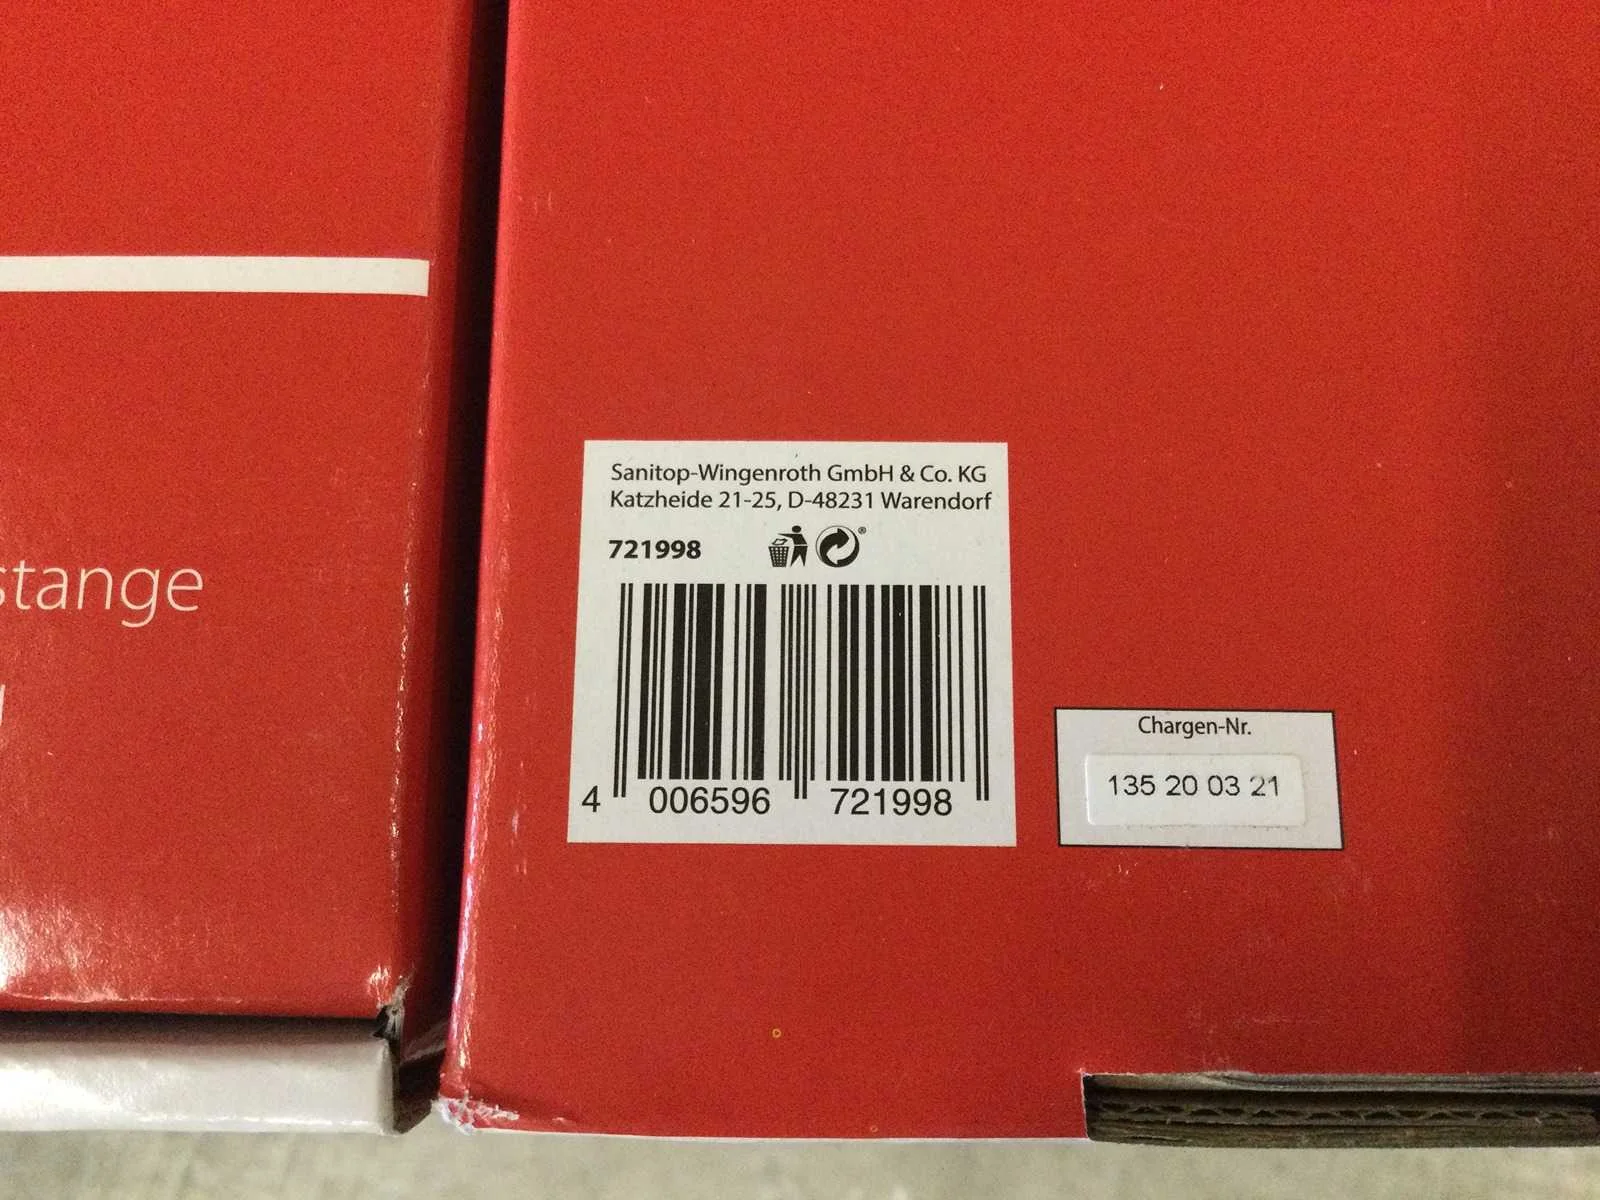 stange
Sanitop-Wingenroth GmbH & Co. KG
Katzheide 21-25, D-48231 Warendorf
721998
®
4 006596 721998
Chargen-Nr.
135 20 03 21